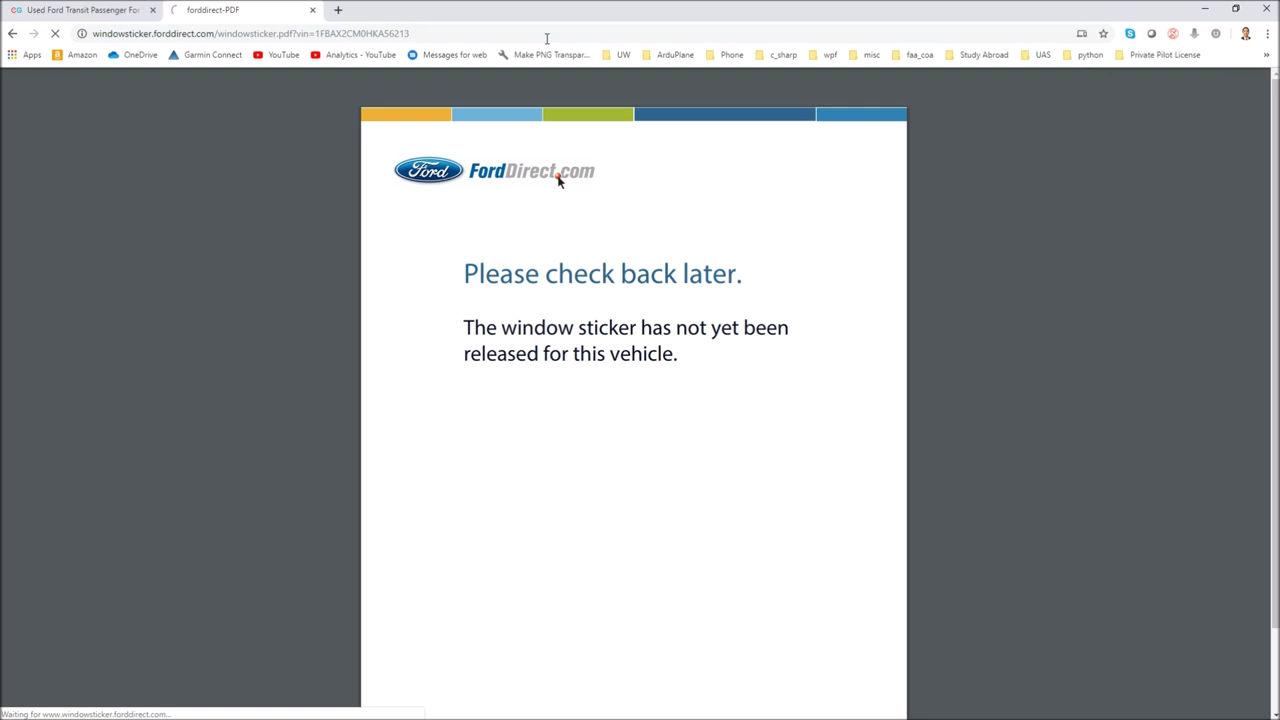 Used Ford Transit Passenger For
forddirect-PDF
windowsticker.forddirect.com/windowsticker.pdf?vin=1FBAX2CM0HKA56213
Apps
Amazon
OneDrive
Garmin Connect
YouTube
Analytics - YouTube
Messages for web
Make PNG Transpar...
UW
ArduPlane
Phone
c_sharp
wpf
misc
faa_coa
Study Abroad
UAS
python
Private Pilot License
»
Ford FordDirect.com
Please check back later.
The window sticker has not yet been
released for this vehicle.
Waiting for www.windowsticker.forddirect.com...